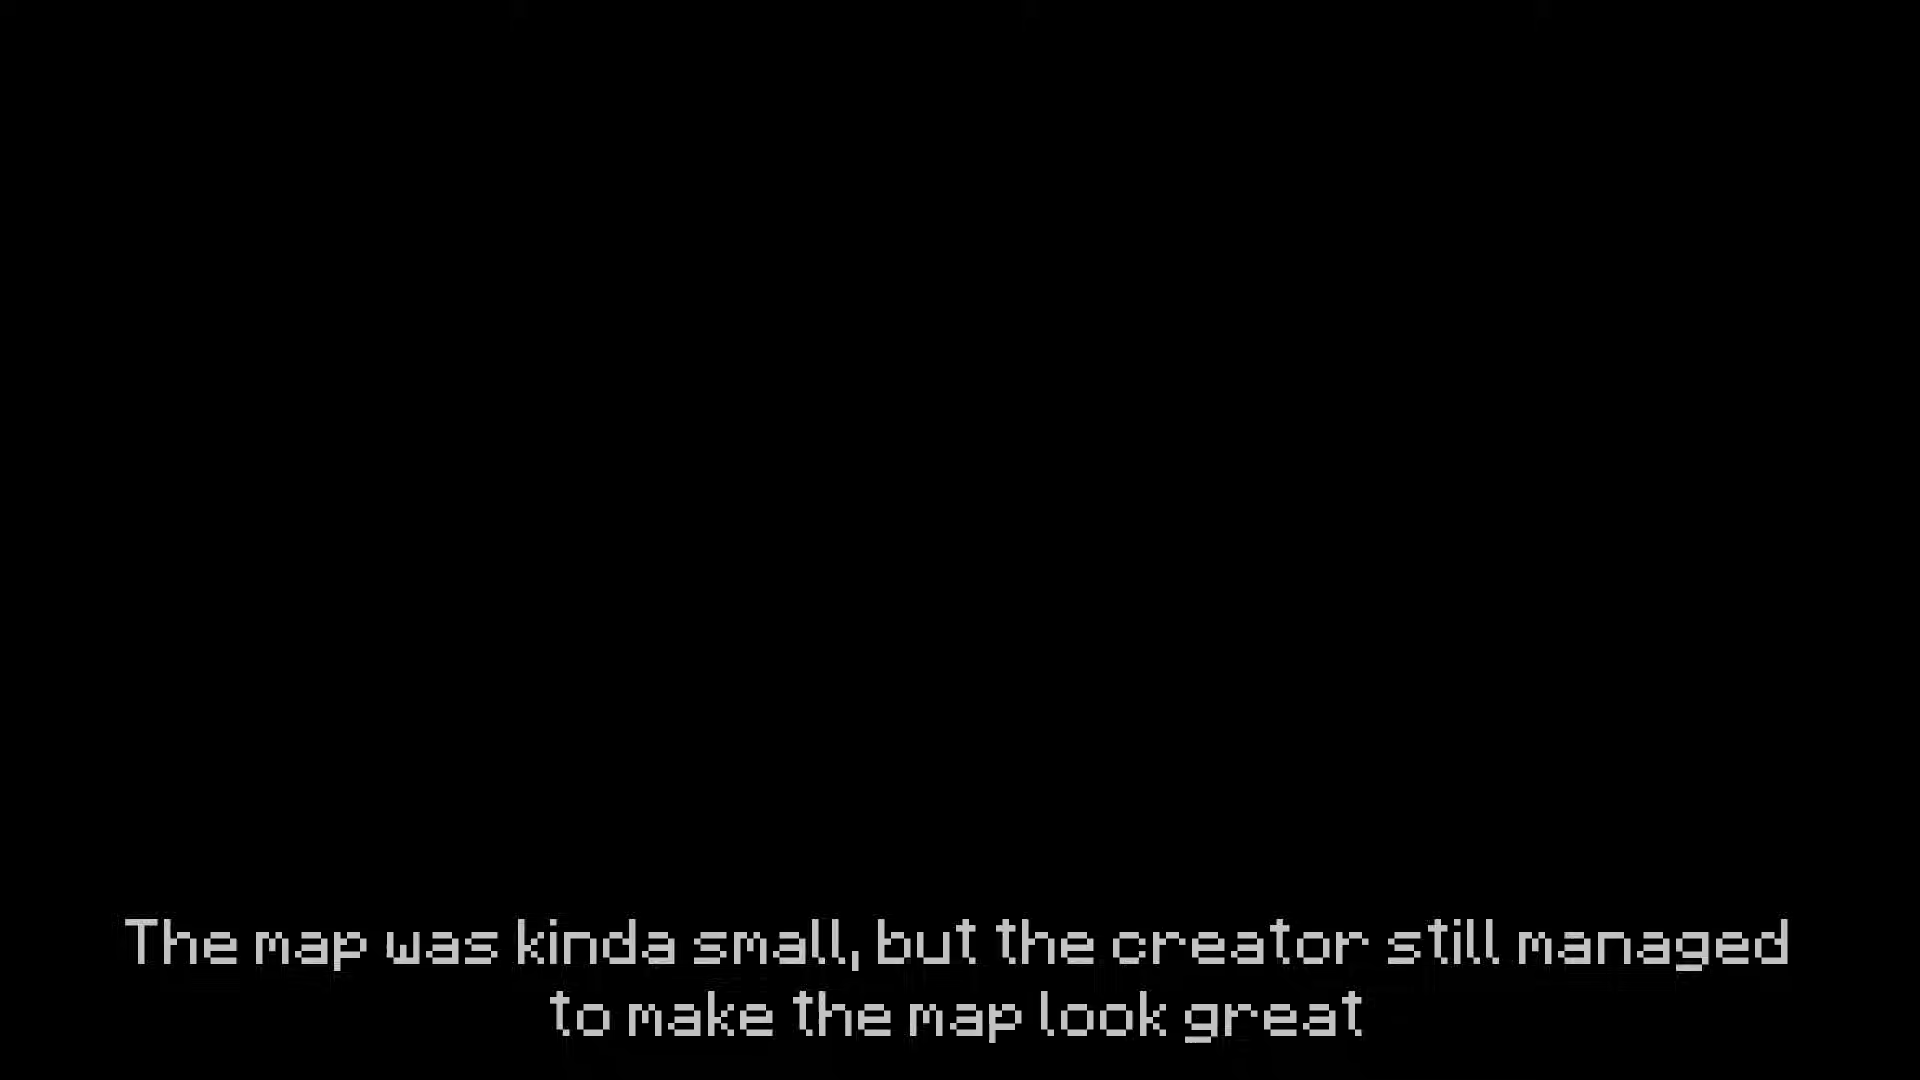 The map was kinda small, but the creator still managed
to make the map look great